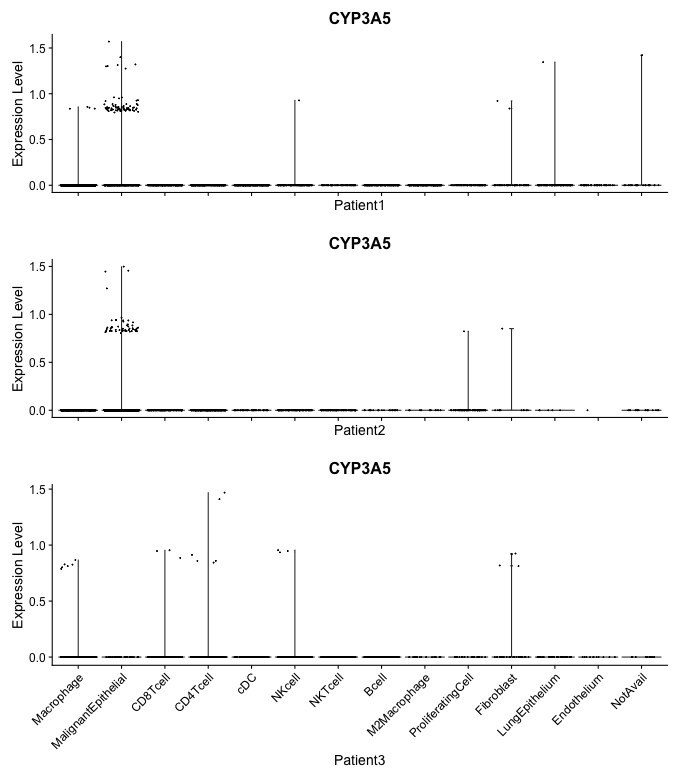 CYP3A5
Expression Level
1.5
1.0
0.5
0.0
Patient1
CYP3A5
Expression Level
1.5
1.0
0.5
0.0
Patient2
CYP3A5
Expression Level
1.5
1.0
0.5
0.0
Macrophage
MalignantEpithelial
CD8Tcell
CD4Tcell
cDC
NKcell
NKTcell
Bcell
M2Macrophage
ProliferatingCell
Fibroblast
LungEpithelium
Endothelium
NotAvail
Patient3